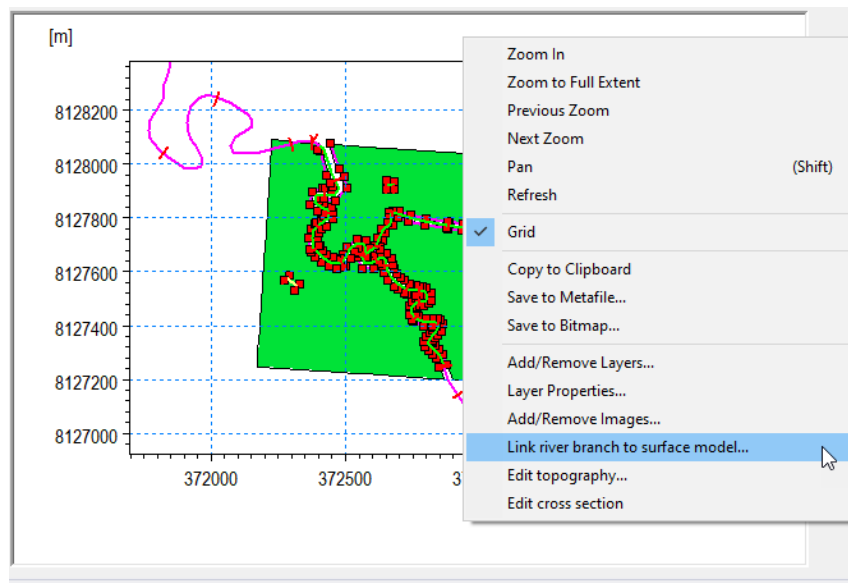 [m]
8128200
8128000
8127800
8127600
8127400
8127200
8127000
372000
372500
3
Zoom In
Zoom to Full Extent
Previous Zoom
Next Zoom
Pan (Shift)
Refresh
Grid
Copy to Clipboard
Save to Metafile...
Save to Bitmap...
Add/Remove Layers...
Layer Properties...
Add/Remove Images...
Link river branch to surface model...
Edit topography...
Edit cross section